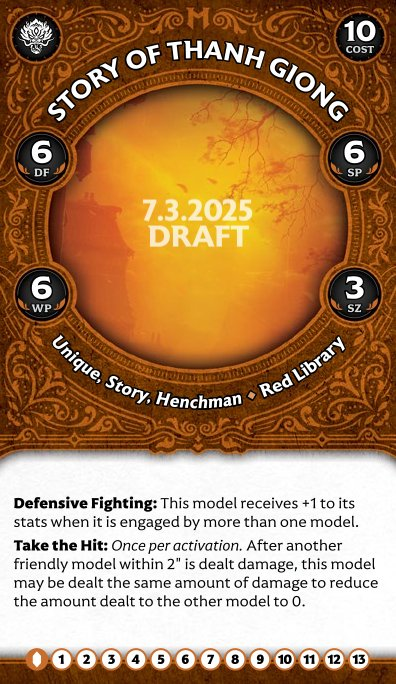 10
COST
STORY OF THANH GIONG
6
DF
6
SP
7.3.2025
DRAFT
6
WP
3
SZ
Unique, Story, Henchman ♦ Red Library
Defensive Fighting: This model receives +1 to its
stats when it is engaged by more than one model.
Take the Hit: Once per activation. After another
friendly model within 2" is dealt damage, this model
may be dealt the same amount of damage to reduce
the amount dealt to the other model to 0.
1 2 3 4 5 6 7 8 9 10 11 12 13